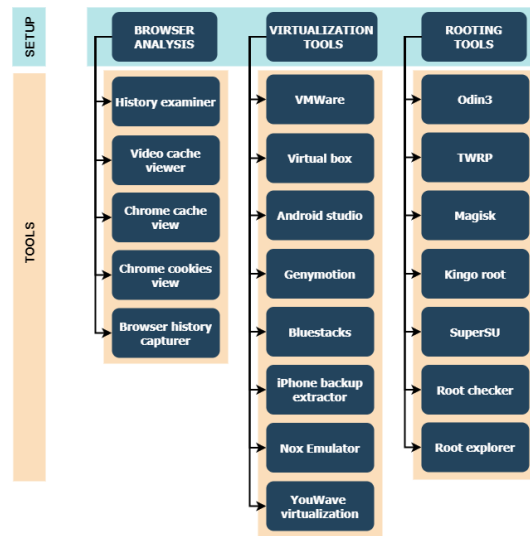 SETUP
BROWSER
ANALYSIS
VIRTUALIZATION
TOOLS
ROOTING
TOOLS
TOOLS
History examiner
Video cache
viewer
Chrome cache
view
Chrome cookies
view
Browser history
capturer
VMWare
Virtual box
Android studio
Genymotion
Bluestacks
iPhone backup
extractor
Nox Emulator
YouWave
virtualization
Odin3
TWRP
Magisk
Kingo root
SuperSU
Root checker
Root explorer